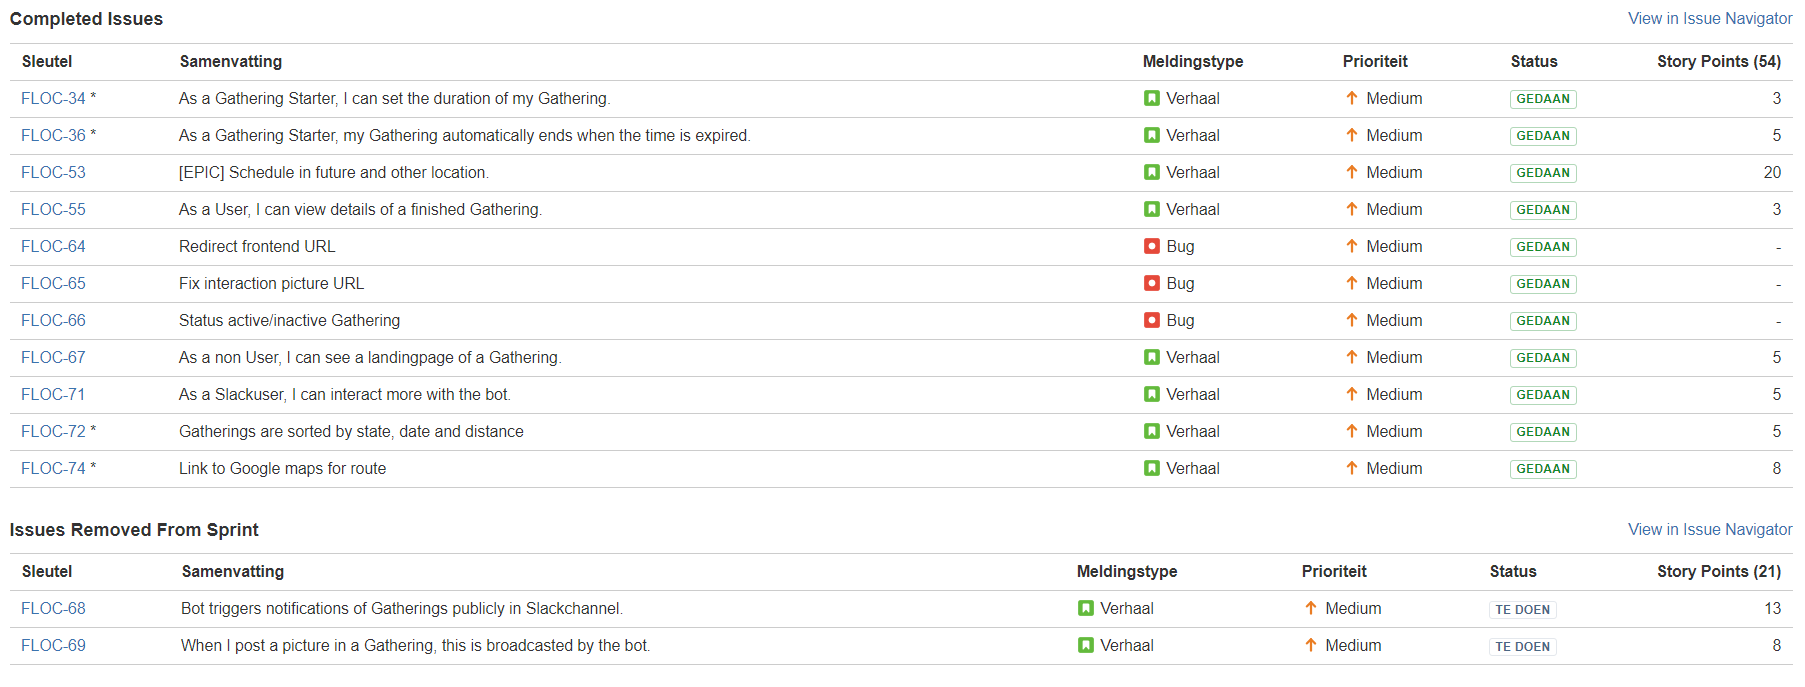 Completed Issues View in Issue Navigator
Sleutel Samenvatting Meldingstype Prioriteit Status Story Points (54)
FLOC-34 * As a Gathering Starter, I can set the duration of my Gathering. Verhaal Medium GEDAAN 3
FLOC-36 * As a Gathering Starter, my Gathering automatically ends when the time is expired. Verhaal Medium GEDAAN 5
FLOC-53 [EPIC] Schedule in future and other location. Verhaal Medium GEDAAN 20
FLOC-55 As a User, I can view details of a finished Gathering. Verhaal Medium GEDAAN 3
FLOC-64 Redirect frontend URL Bug Medium GEDAAN -
FLOC-65 Fix interaction picture URL Bug Medium GEDAAN -
FLOC-66 Status active/inactive Gathering Bug Medium GEDAAN -
FLOC-67 As a non User, I can see a landingpage of a Gathering. Verhaal Medium GEDAAN 5
FLOC-71 As a Slackuser, I can interact more with the bot. Verhaal Medium GEDAAN 5
FLOC-72 * Gatherings are sorted by state, date and distance Verhaal Medium GEDAAN 5
FLOC-74 * Link to Google maps for route Verhaal Medium GEDAAN 8
Issues Removed From Sprint View in Issue Navigator
Sleutel Samenvatting Meldingstype Prioriteit Status Story Points (21)
FLOC-68 Bot triggers notifications of Gatherings publicly in Slackchannel. Verhaal Medium TE DOEN 13
FLOC-69 When I post a picture in a Gathering, this is broadcasted by the bot. Verhaal Medium TE DOEN 8